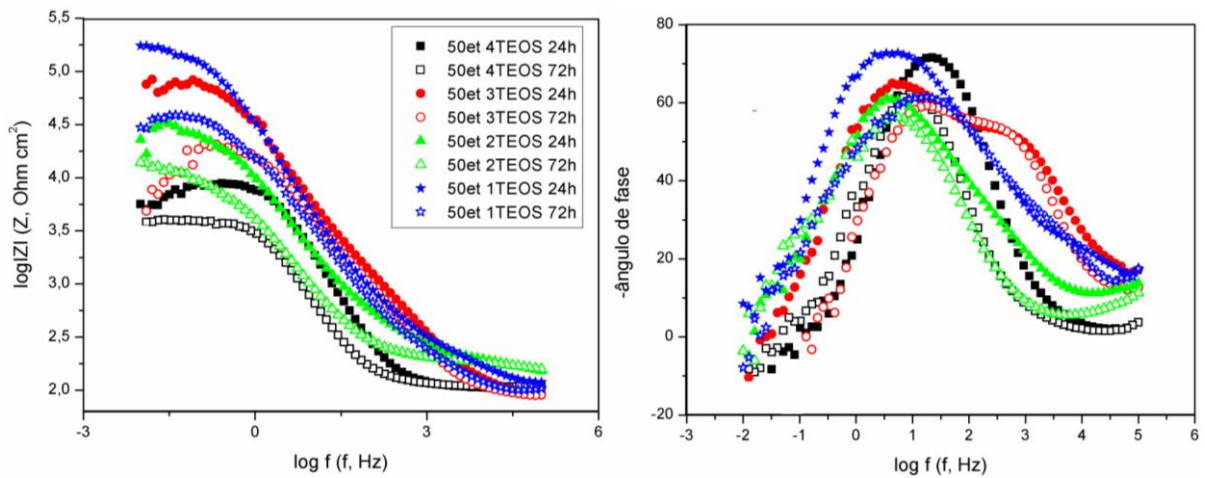 5,5
5,0
4,5
4,0
3,5
3,0
2,5
2,0
-3
0
3
6
log|Z| (Z, Ohm cm²)
log f (f, Hz)
50et 4TEOS 24h
50et 4TEOS 72h
50et 3TEOS 24h
50et 3TEOS 72h
50et 2TEOS 24h
50et 2TEOS 72h
50et 1TEOS 24h
50et 1TEOS 72h
80
60
40
20
0
-20
-3
-2
-1
0
1
2
3
4
5
6
-ângulo de fase
log f (f, Hz)